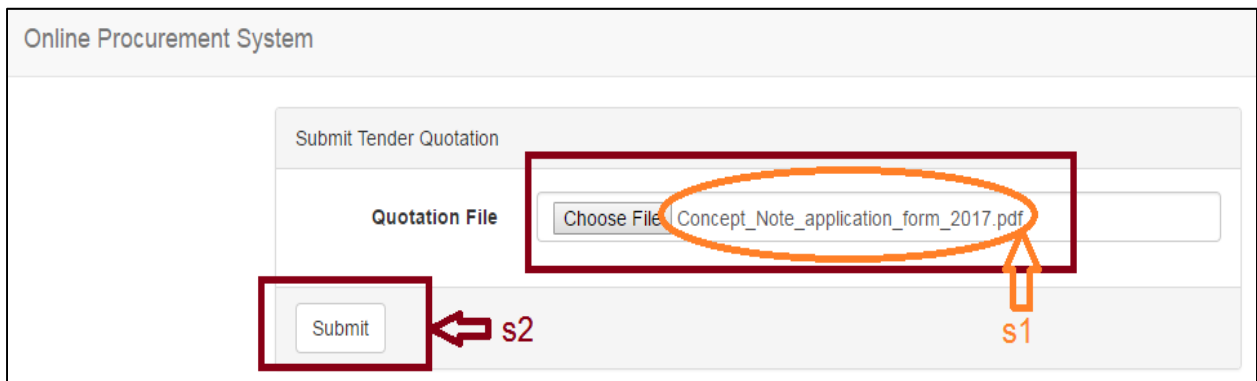 Online Procurement System
Submit Tender Quotation
Quotation File Choose File Concept_Note_application_form_2017.pdf
Submit s2 s1